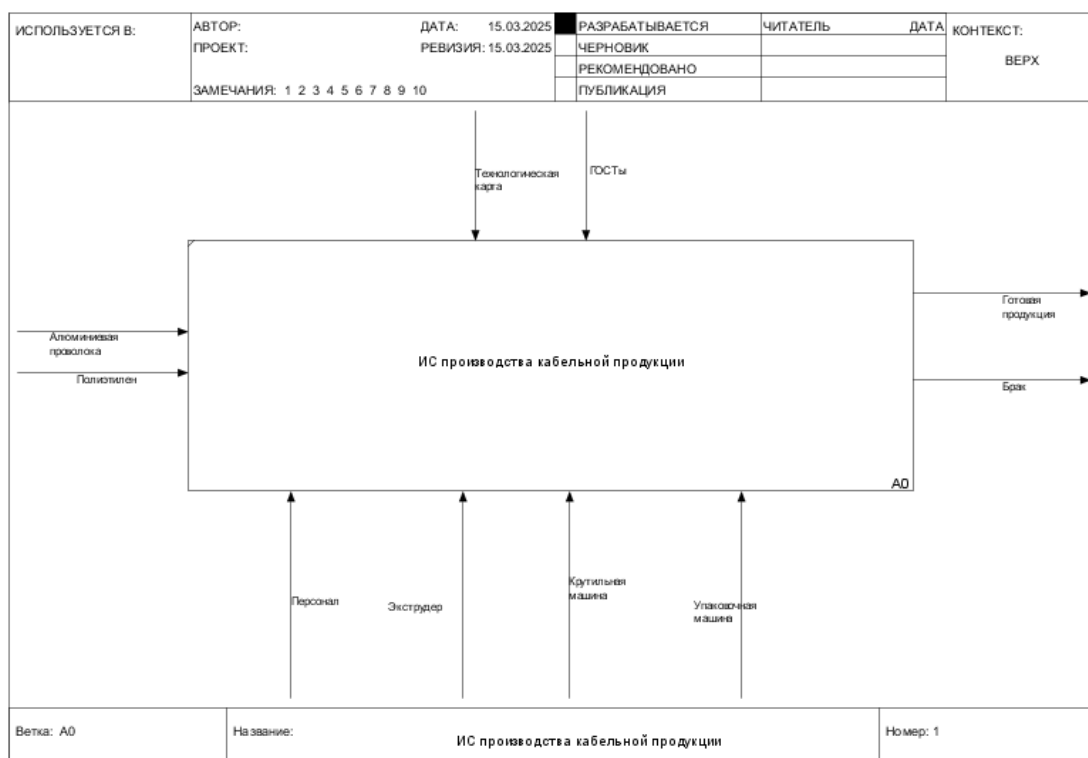 ИСПОЛЬЗУЕТСЯ В:
АВТОР:
ДАТА: 15.03.2025
РАЗРАБАТЫВАЕТСЯ
ЧИТАТЕЛЬ
ДАТА
КОНТЕКСТ:
ПРОЕКТ:
РЕВИЗИЯ: 15.03.2025
ЧЕРНОВИК
ВЕРХ
РЕКОМЕНДОВАНО
ЗАМЕЧАНИЯ: 1 2 3 4 5 6 7 8 9 10
ПУБЛИКАЦИЯ
Технологическая
карта
ГОСТы
Готовая
продукция
Алюминиевая
проволока
ИС производства кабельной продукции
Полиэтилен
Брак
A0
Персонал
Экструдер
Крутильная
машина
Упаковочная
машина
Ветка: A0
Название:
ИС производства кабельной продукции
Номер: 1